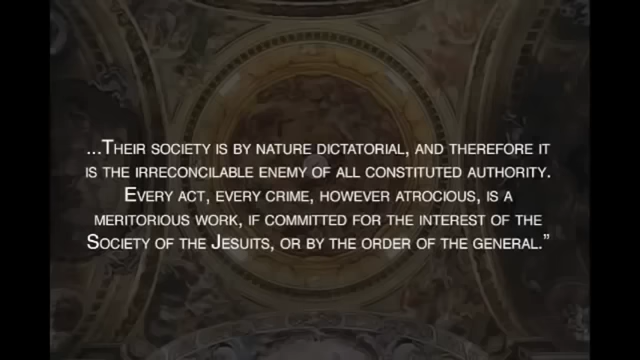 ...Their society is by nature dictatorial, and therefore it
is the irreconcilable enemy of all constituted authority.
Every act, every crime, however atrocious, is a
meritorious work, if committed for the interest of the
Society of the Jesuits, or by the order of the general.”